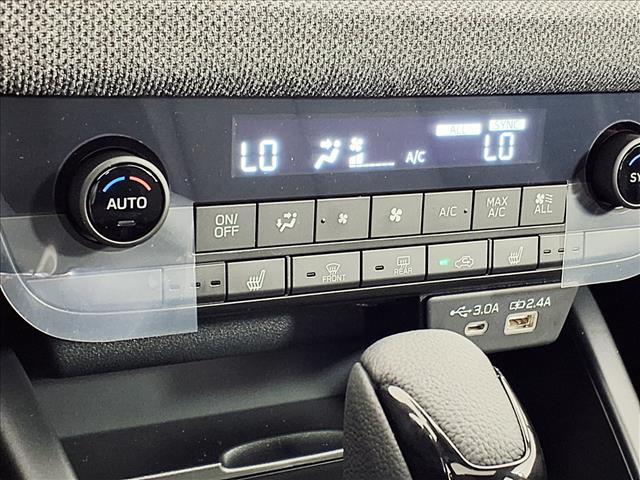 ALL SYNC
LO A/C LO
AUTO
SY
ON/
OFF
A/C
MAX
A/C
ALL
FRONT
REAR
3.0A 2.4A